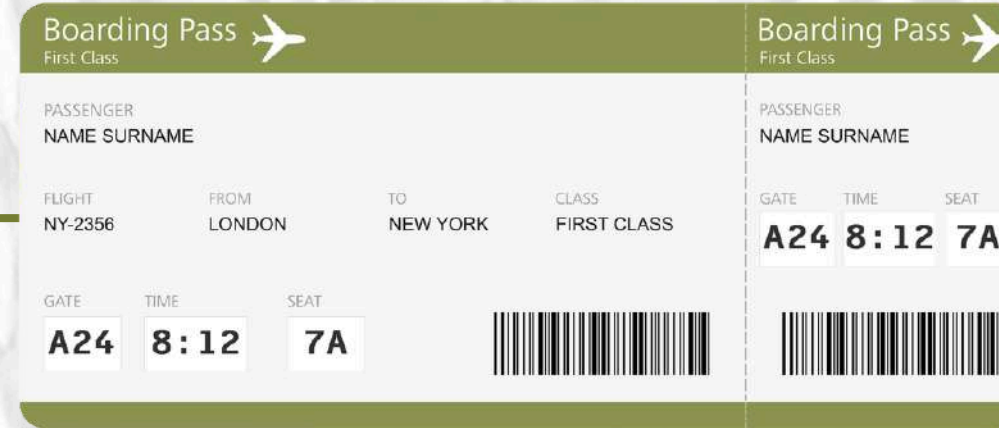 Boarding Pass
First Class
PASSENGER
NAME SURNAME
FLIGHT FROM TO CLASS
NY-2356 LONDON NEW YORK FIRST CLASS
GATE TIME SEAT
A24 8:12 7A
Boarding Pass
First Class
PASSENGER
NAME SURNAME
GATE TIME SEAT
A24 8:12 7A